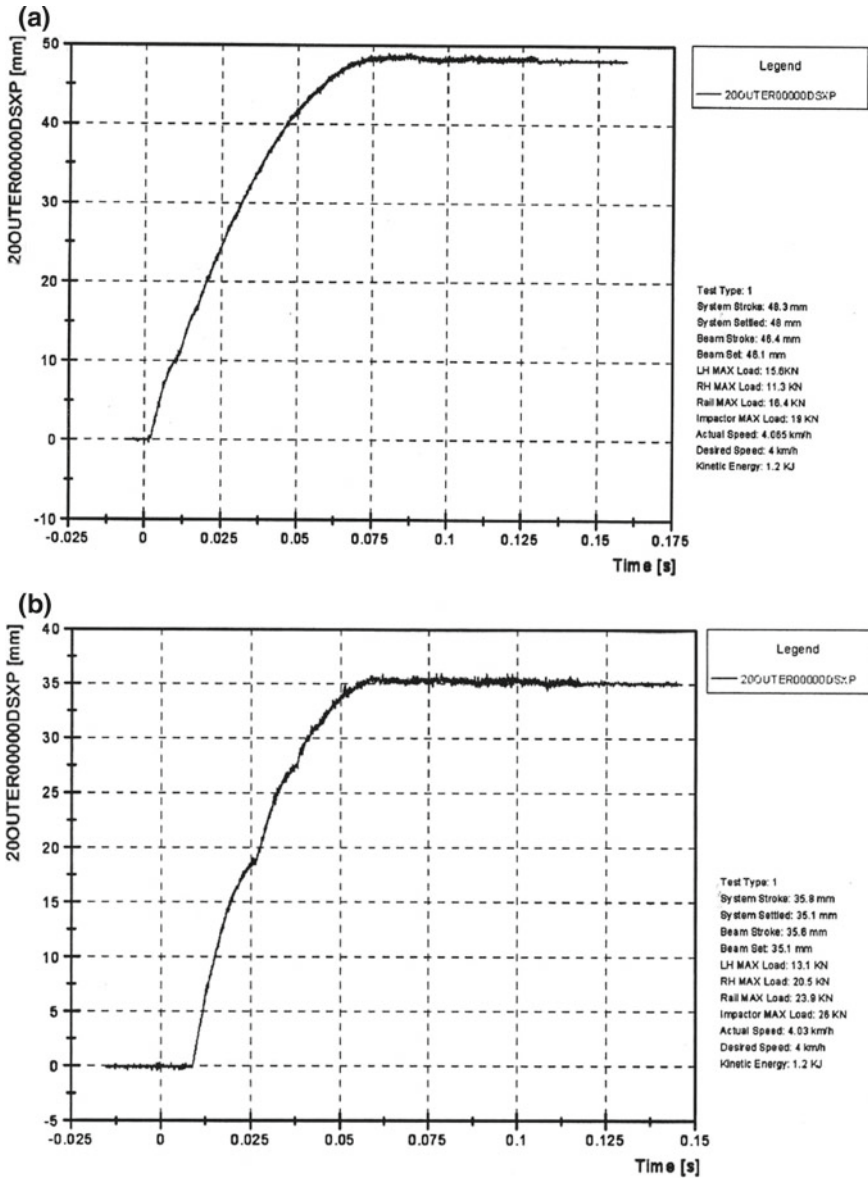 (a)
20OUTER00000DSXP [mm]
50
40
30
20
10
0
-10
-0.025 0 0.025 0.05 0.075 0.1 0.125 0.15 0.175
Time [s]
Legend
20OUTER00000DSXP
Test Type: 1
System Stroke: 48.3 mm
System Settled: 48 mm
Beam Stroke: 46.4 mm
Beam Set: 46.1 mm
LH MAX Load: 15.6KN
RH MAX Load: 11.3 KN
Rail MAX Load: 16.4 KN
Impactor MAX Load: 19 KN
Actual Speed: 4.065 km/h
Desired Speed: 4 km/h
Kinetic Energy: 1.2 KJ
(b)
20OUTER00000DSXP [mm]
40
35
30
25
20
15
10
5
0
-5
-0.025 0 0.025 0.05 0.075 0.1 0.125 0.15
Time [s]
Legend
20OUTER00000DSXP
Test Type: 1
System Stroke: 35.8 mm
System Settled: 35.1 mm
Beam Stroke: 35.6 mm
Beam Set: 35.1 mm
LH MAX Load: 13.1 KN
RH MAX Load: 20.5 KN
Rail MAX Load: 23.9 KN
Impactor MAX Load: 26 KN
Actual Speed: 4.03 km/h
Desired Speed: 4 km/h
Kinetic Energy: 1.2 KJ